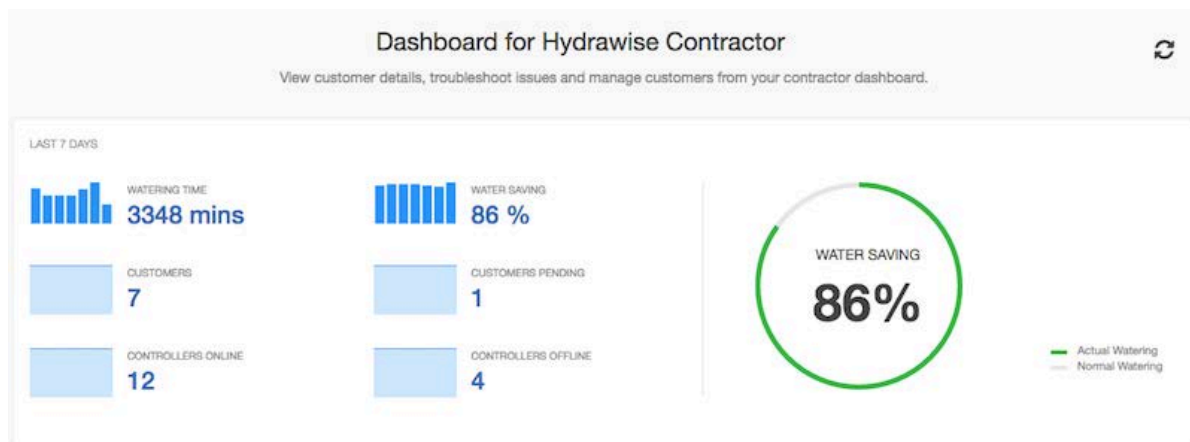 Dashboard for Hydrawise Contractor
View customer details, troubleshoot issues and manage customers from your contractor dashboard.
LAST 7 DAYS
WATERING TIME
3348 mins
WATER SAVING
86 %
CUSTOMERS
7
CUSTOMERS PENDING
1
CONTROLLERS ONLINE
12
CONTROLLERS OFFLINE
4
WATER SAVING
86%
Actual Watering
Normal Watering